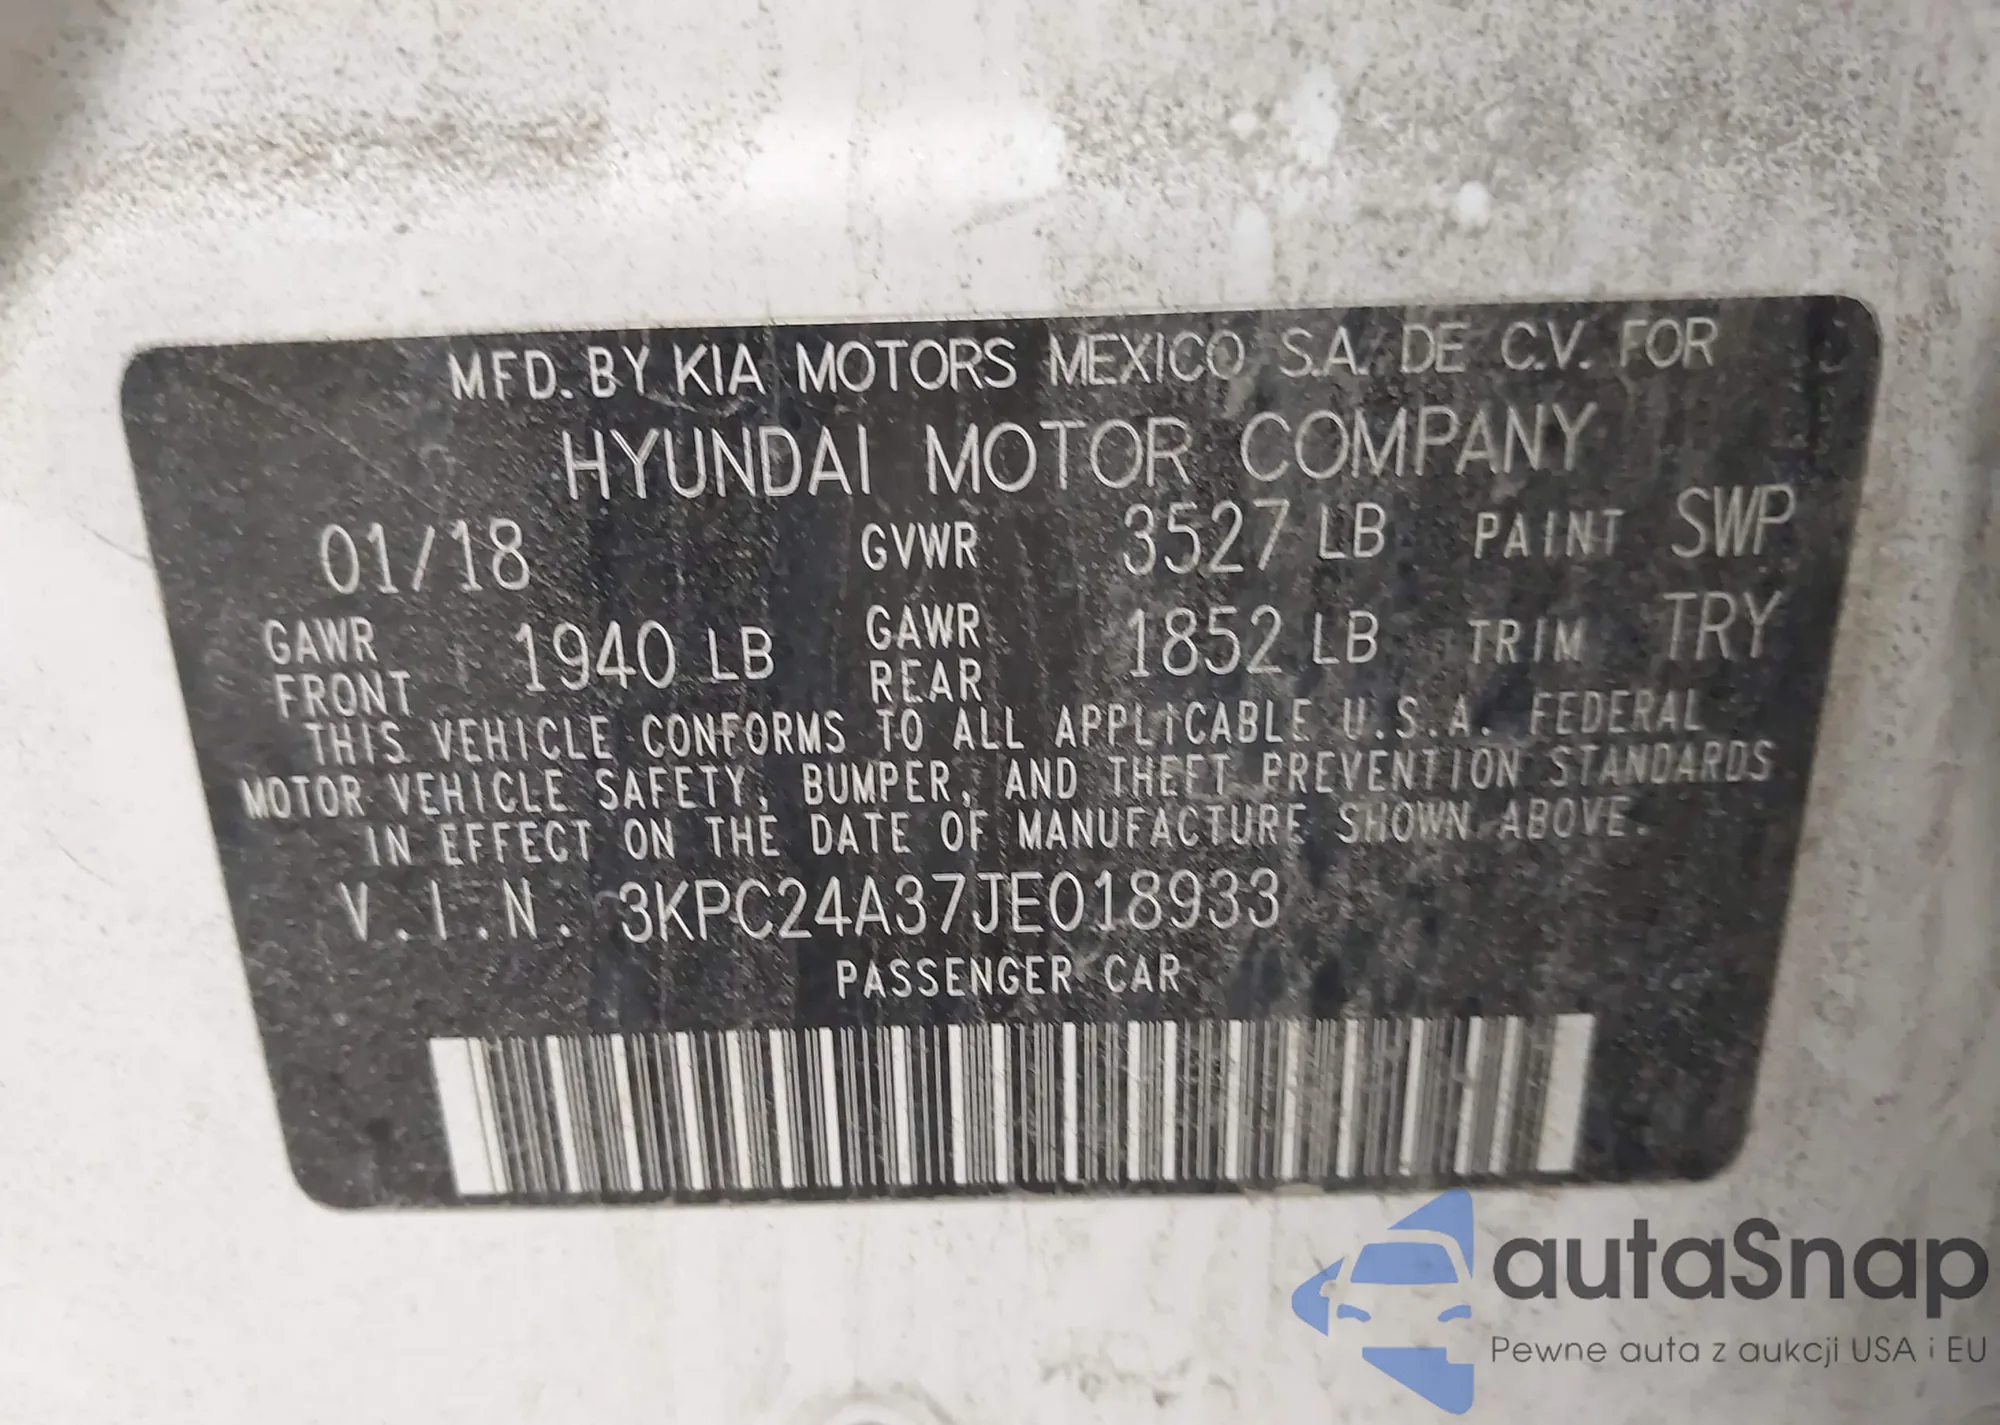 MFD. BY KIA MOTORS MEXICO S.A. DE C.V. FOR
HYUNDAI MOTOR COMPANY
01/18 GVWR 3527 LB PAINT SWP
GAWR FRONT 1940 LB GAWR REAR 1852 LB TRIM TRY
THIS VEHICLE CONFORMS TO ALL APPLICABLE U.S.A. FEDERAL
MOTOR VEHICLE SAFETY, BUMPER, AND THEFT PREVENTION STANDARDS
IN EFFECT ON THE DATE OF MANUFACTURE SHOWN ABOVE.
V.I.N. 3KPC24A37JE018933
PASSENGER CAR
autaSnap
Pewne auta z aukcji USA i EU